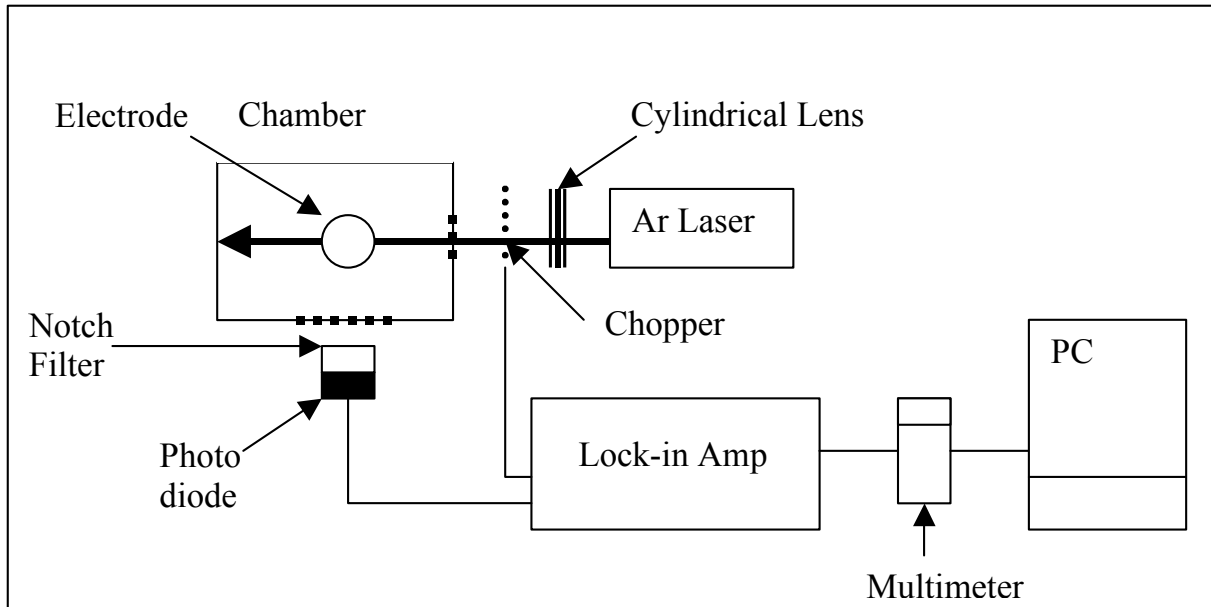 Electrode
Chamber
Cylindrical Lens
Ar Laser
Notch
Filter
Chopper
PC
Photo
diode
Lock-in Amp
Multimeter